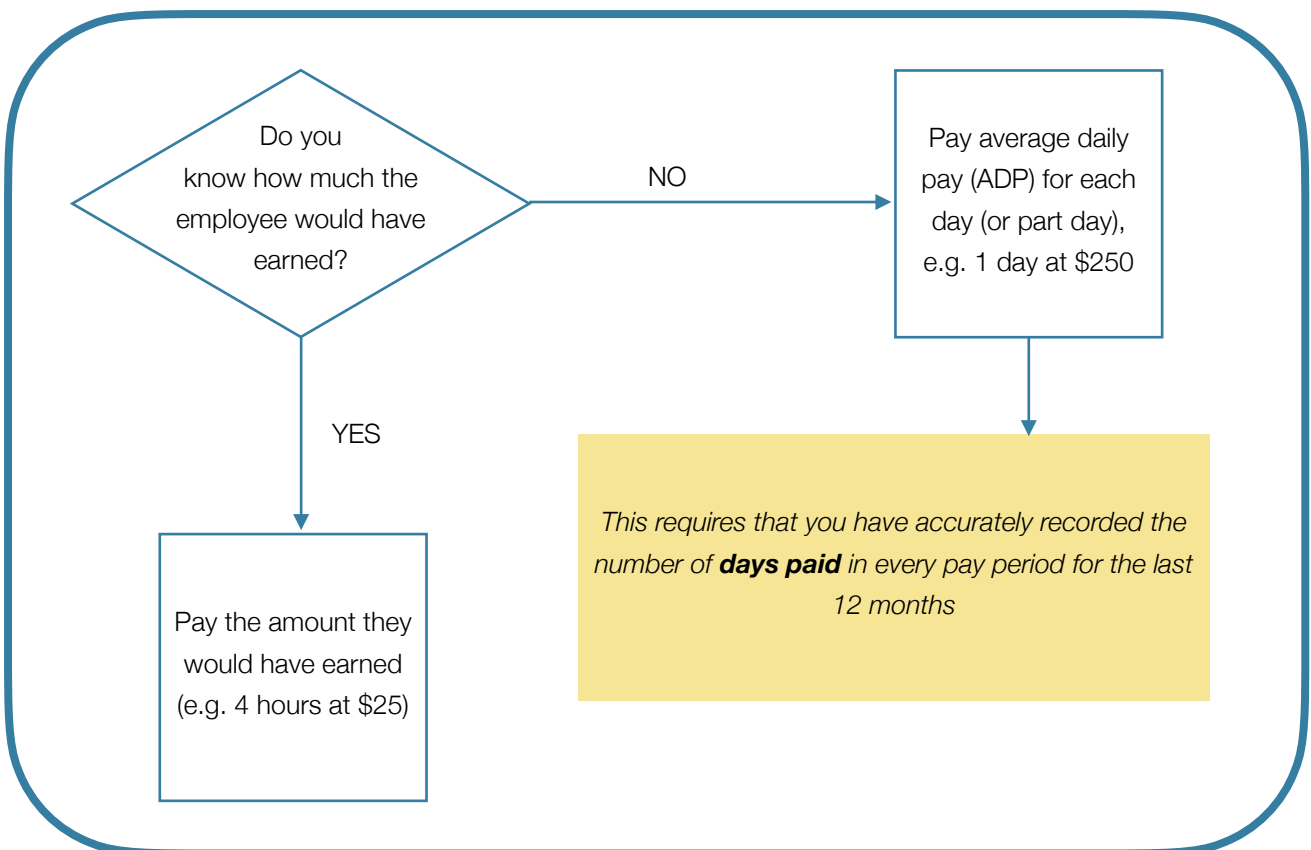 Do you
know how much the
employee would have
earned?
NO
Pay average daily
pay (ADP) for each
day (or part day),
e.g. 1 day at $250
YES
This requires that you have accurately recorded the
number of days paid in every pay period for the last
12 months
Pay the amount they
would have earned
(e.g. 4 hours at $25)